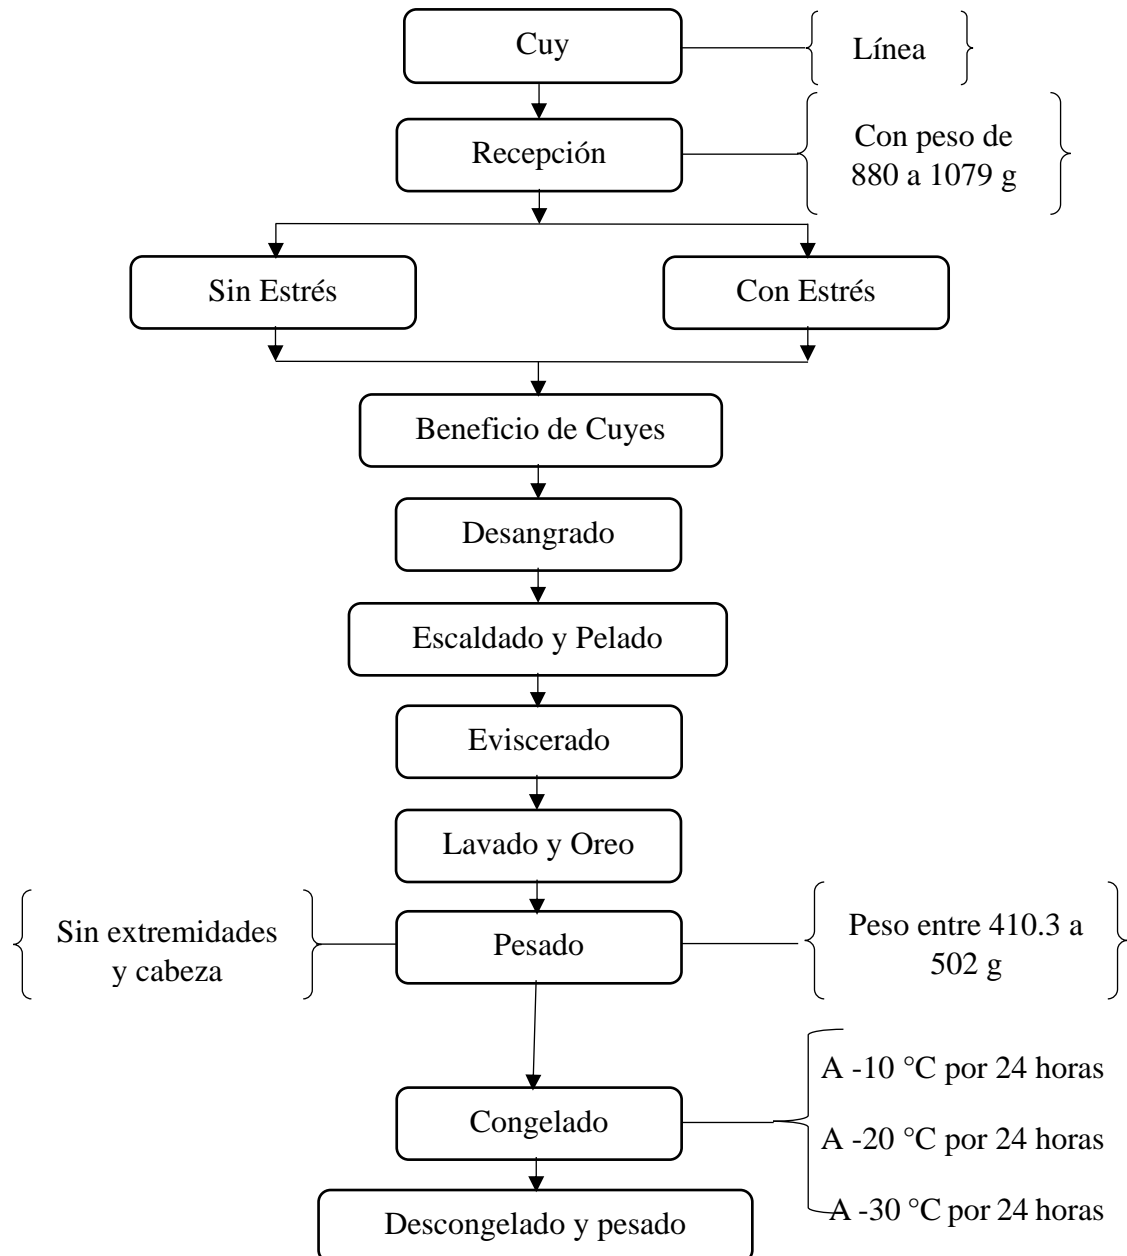 Cuy
Línea
Recepción
Con peso de
880 a 1079 g
Sin Estrés
Con Estrés
Beneficio de Cuyes
Desangrado
Escaldado y Pelado
Eviscerado
Lavado y Oreo
Sin extremidades
y cabeza
Pesado
Peso entre 410.3 a
502 g
Congelado
A -10 °C por 24 horas
A -20 °C por 24 horas
A -30 °C por 24 horas
Descongelado y pesado